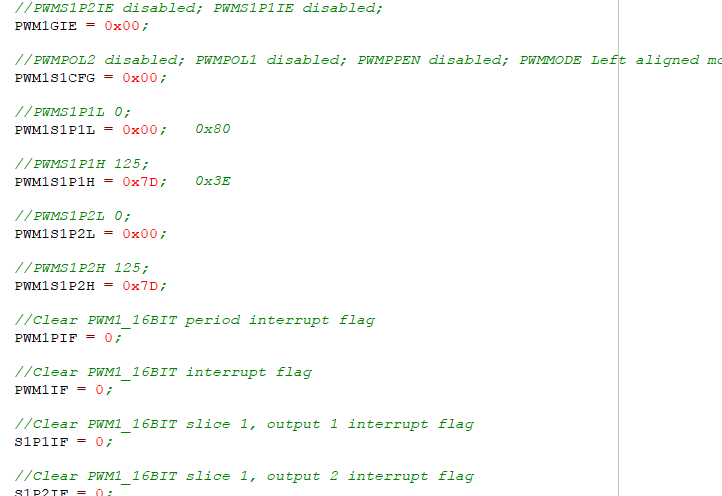 //PWMS1P2IE disabled; PWMS1P1IE disabled;
PWM1GIE = 0x00;
//PWMPOL2 disabled; PWMPOL1 disabled; PWMPPEN disabled; PWMMODE Left aligned mo
PWM1S1CFG = 0x00;
//PWMS1P1L 0;
PWM1S1P1L = 0x00; 0x80
//PWMS1P1H 125;
PWM1S1P1H = 0x7D; 0x3E
//PWMS1P2L 0;
PWM1S1P2L = 0x00;
//PWMS1P2H 125;
PWM1S1P2H = 0x7D;
//Clear PWM1_16BIT period interrupt flag
PWM1PIF = 0;
//Clear PWM1_16BIT interrupt flag
PWM1IF = 0;
//Clear PWM1_16BIT slice 1, output 1 interrupt flag
S1P1IF = 0;
//Clear PWM1_16BIT slice 1, output 2 interrupt flag
S1P2IF = 0;